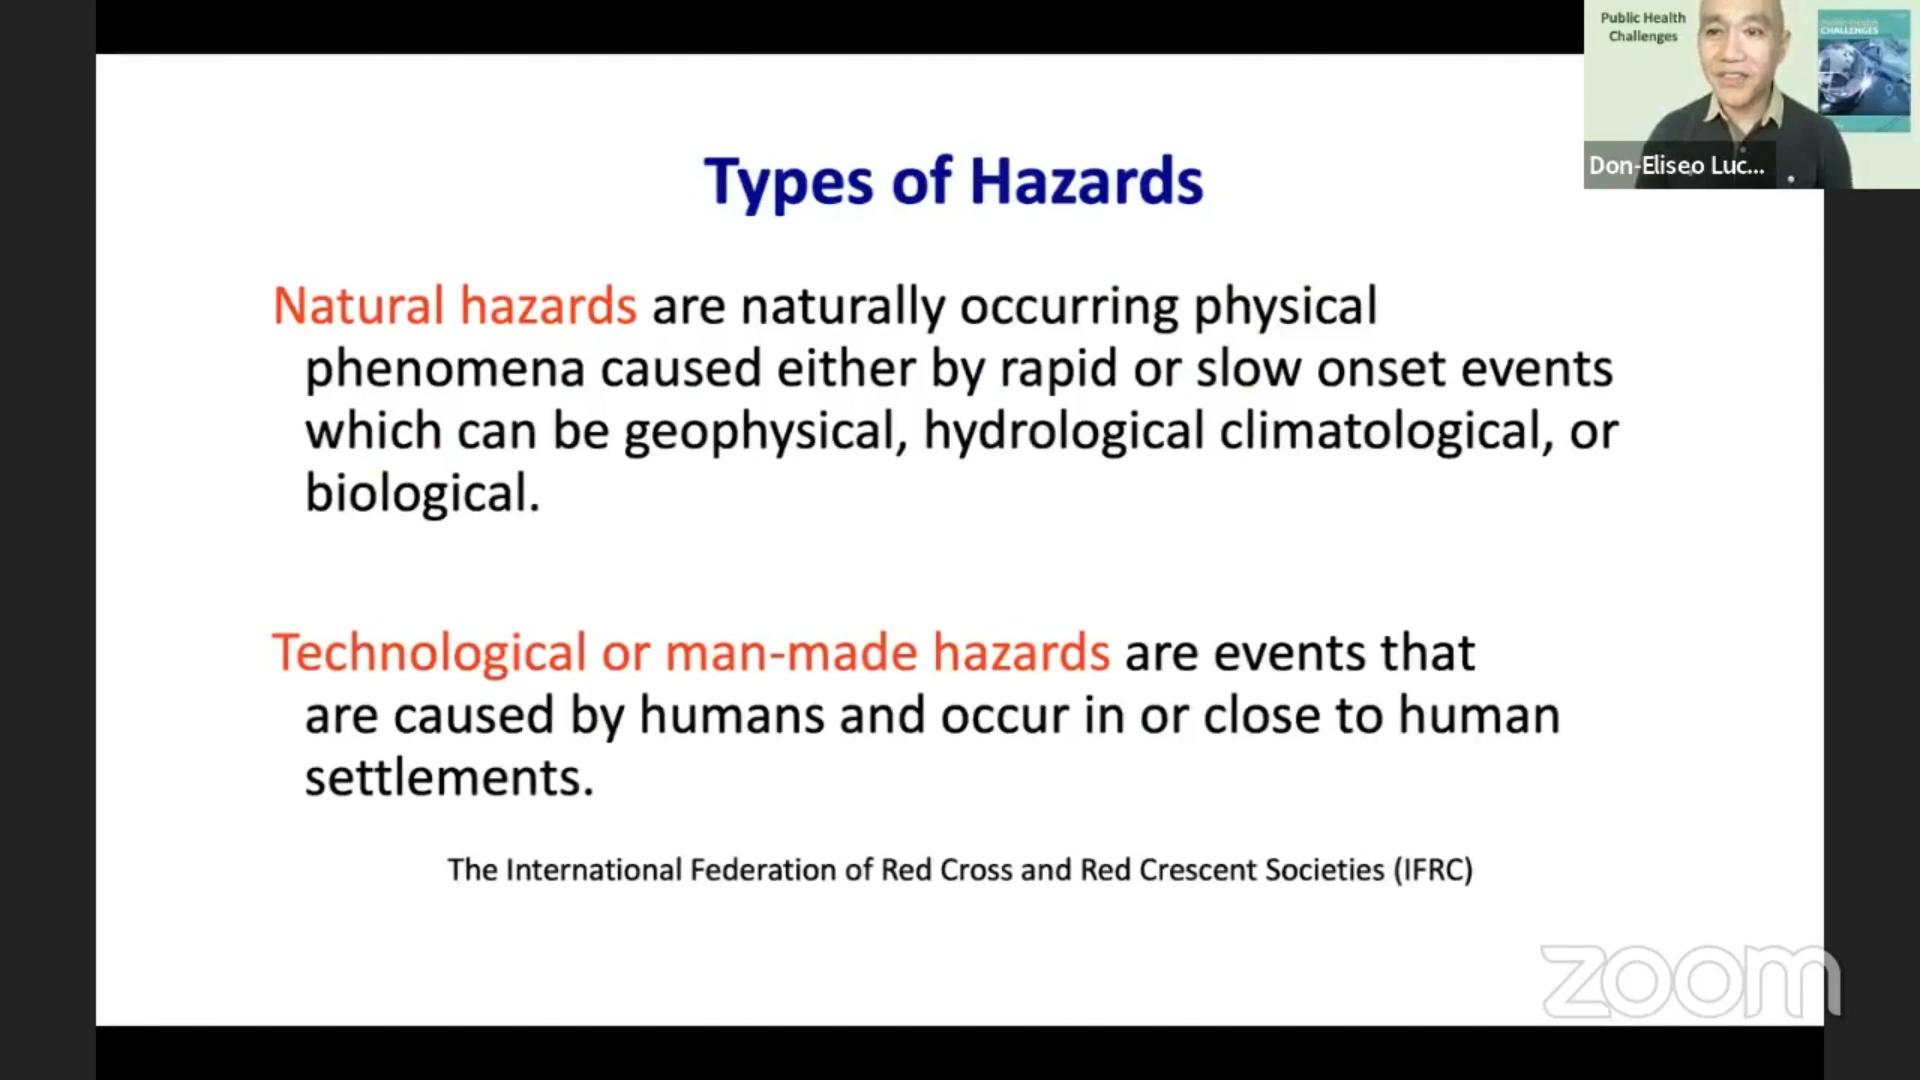 Public Health
Challenges
CHALLENGES
Don-Eliseo Luc...
Types of Hazards
Natural hazards are naturally occurring physical
phenomena caused either by rapid or slow onset events
which can be geophysical, hydrological climatological, or
biological.
Technological or man-made hazards are events that
are caused by humans and occur in or close to human
settlements.
The International Federation of Red Cross and Red Crescent Societies (IFRC)
zoom